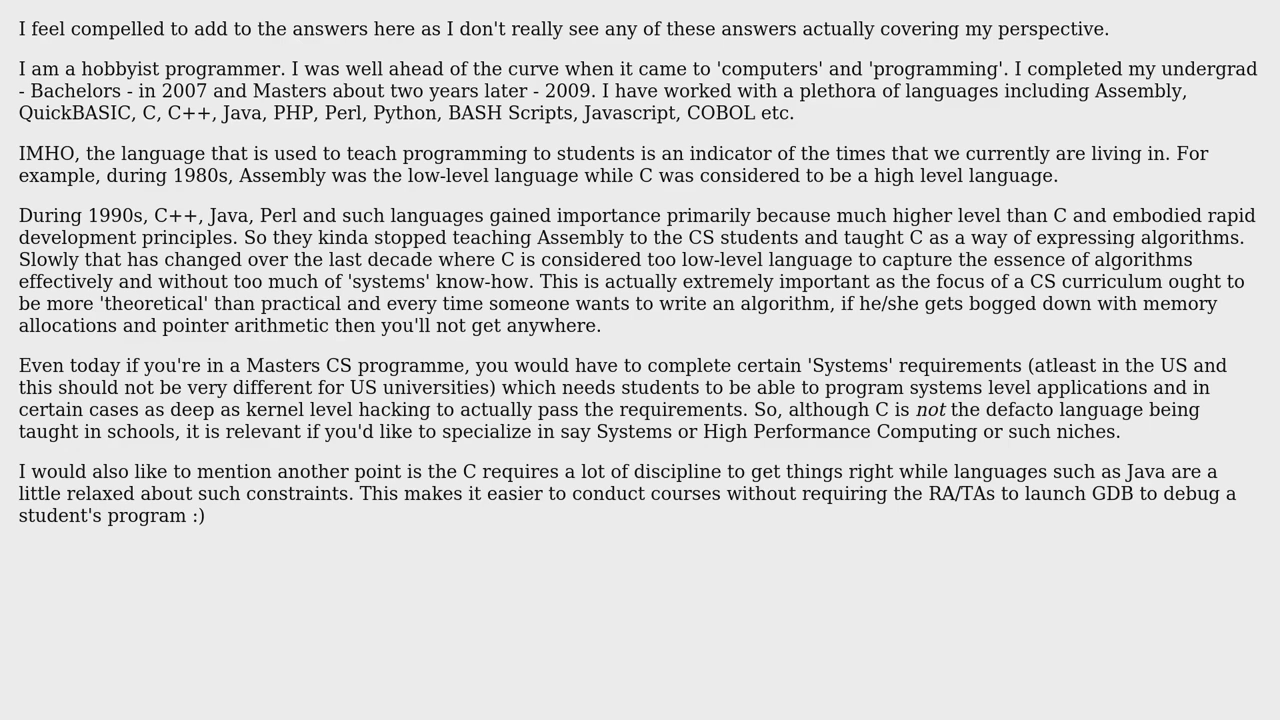 I feel compelled to add to the answers here as I don't really see any of these answers actually covering my perspective.
I am a hobbyist programmer. I was well ahead of the curve when it came to 'computers' and 'programming'. I completed my undergrad
- Bachelors - in 2007 and Masters about two years later - 2009. I have worked with a plethora of languages including Assembly,
QuickBASIC, C, C++, Java, PHP, Perl, Python, BASH Scripts, Javascript, COBOL etc.
IMHO, the language that is used to teach programming to students is an indicator of the times that we currently are living in. For
example, during 1980s, Assembly was the low-level language while C was considered to be a high level language.
During 1990s, C++, Java, Perl and such languages gained importance primarily because much higher level than C and embodied rapid
development principles. So they kinda stopped teaching Assembly to the CS students and taught C as a way of expressing algorithms.
Slowly that has changed over the last decade where C is considered too low-level language to capture the essence of algorithms
effectively and without too much of 'systems' know-how. This is actually extremely important as the focus of a CS curriculum ought to
be more 'theoretical' than practical and every time someone wants to write an algorithm, if he/she gets bogged down with memory
allocations and pointer arithmetic then you'll not get anywhere.
Even today if you're in a Masters CS programme, you would have to complete certain 'Systems' requirements (atleast in the US and
this should not be very different for US universities) which needs students to be able to program systems level applications and in
certain cases as deep as kernel level hacking to actually pass the requirements. So, although C is not the defacto language being
taught in schools, it is relevant if you'd like to specialize in say Systems or High Performance Computing or such niches.
I would also like to mention another point is the C requires a lot of discipline to get things right while languages such as Java are a
little relaxed about such constraints. This makes it easier to conduct courses without requiring the RA/TAs to launch GDB to debug a
student's program :)